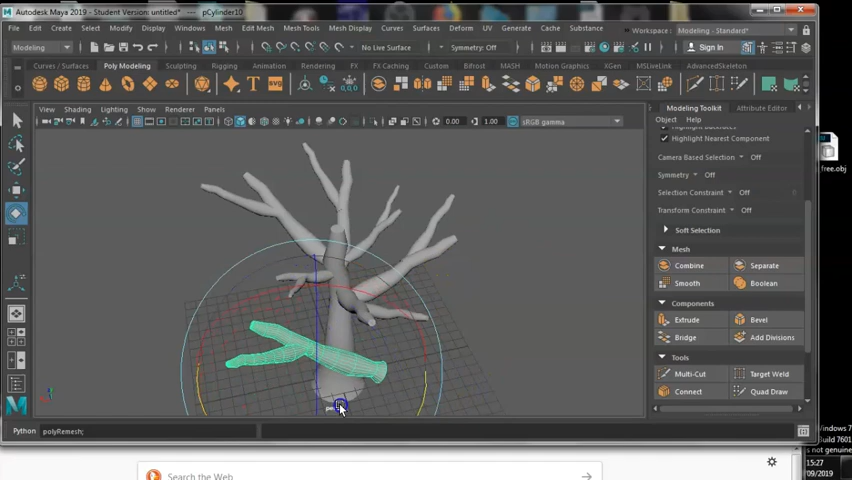 Autodesk Maya 2019 - Student Version: untitled* --- pCylinder10
File Edit Create Select Modify Display Windows Mesh Edit Mesh Mesh Tools Mesh Display Curves Surfaces Deform UV Generate Cache Substance
Workspace: Modeling - Standard*
Modeling No Live Surface Symmetry: Off Sign In
Curves / Surfaces Poly Modeling Sculpting Rigging Animation Rendering FX FX Caching Custom Bifrost MASH Motion Graphics XGen MSLiveLink AdvancedSkeleton
View Shading Lighting Show Renderer Panels
0.00 1.00 sRGB gamma
Modeling Toolkit Attribute Editor
Object Help
Highlight Nearest Component
Camera Based Selection Off
Symmetry Off
Selection Constraint Off
Transform Constraint Off
Soft Selection
Mesh
Combine Separate
Smooth Boolean
Components
Extrude Bevel
Bridge Add Divisions
Tools
Multi-Cut Target Weld
Connect Quad Draw
free.obj
Python polyRemesh;
Search the Web
Build 7601
is not genuine
15:27
/09/2019